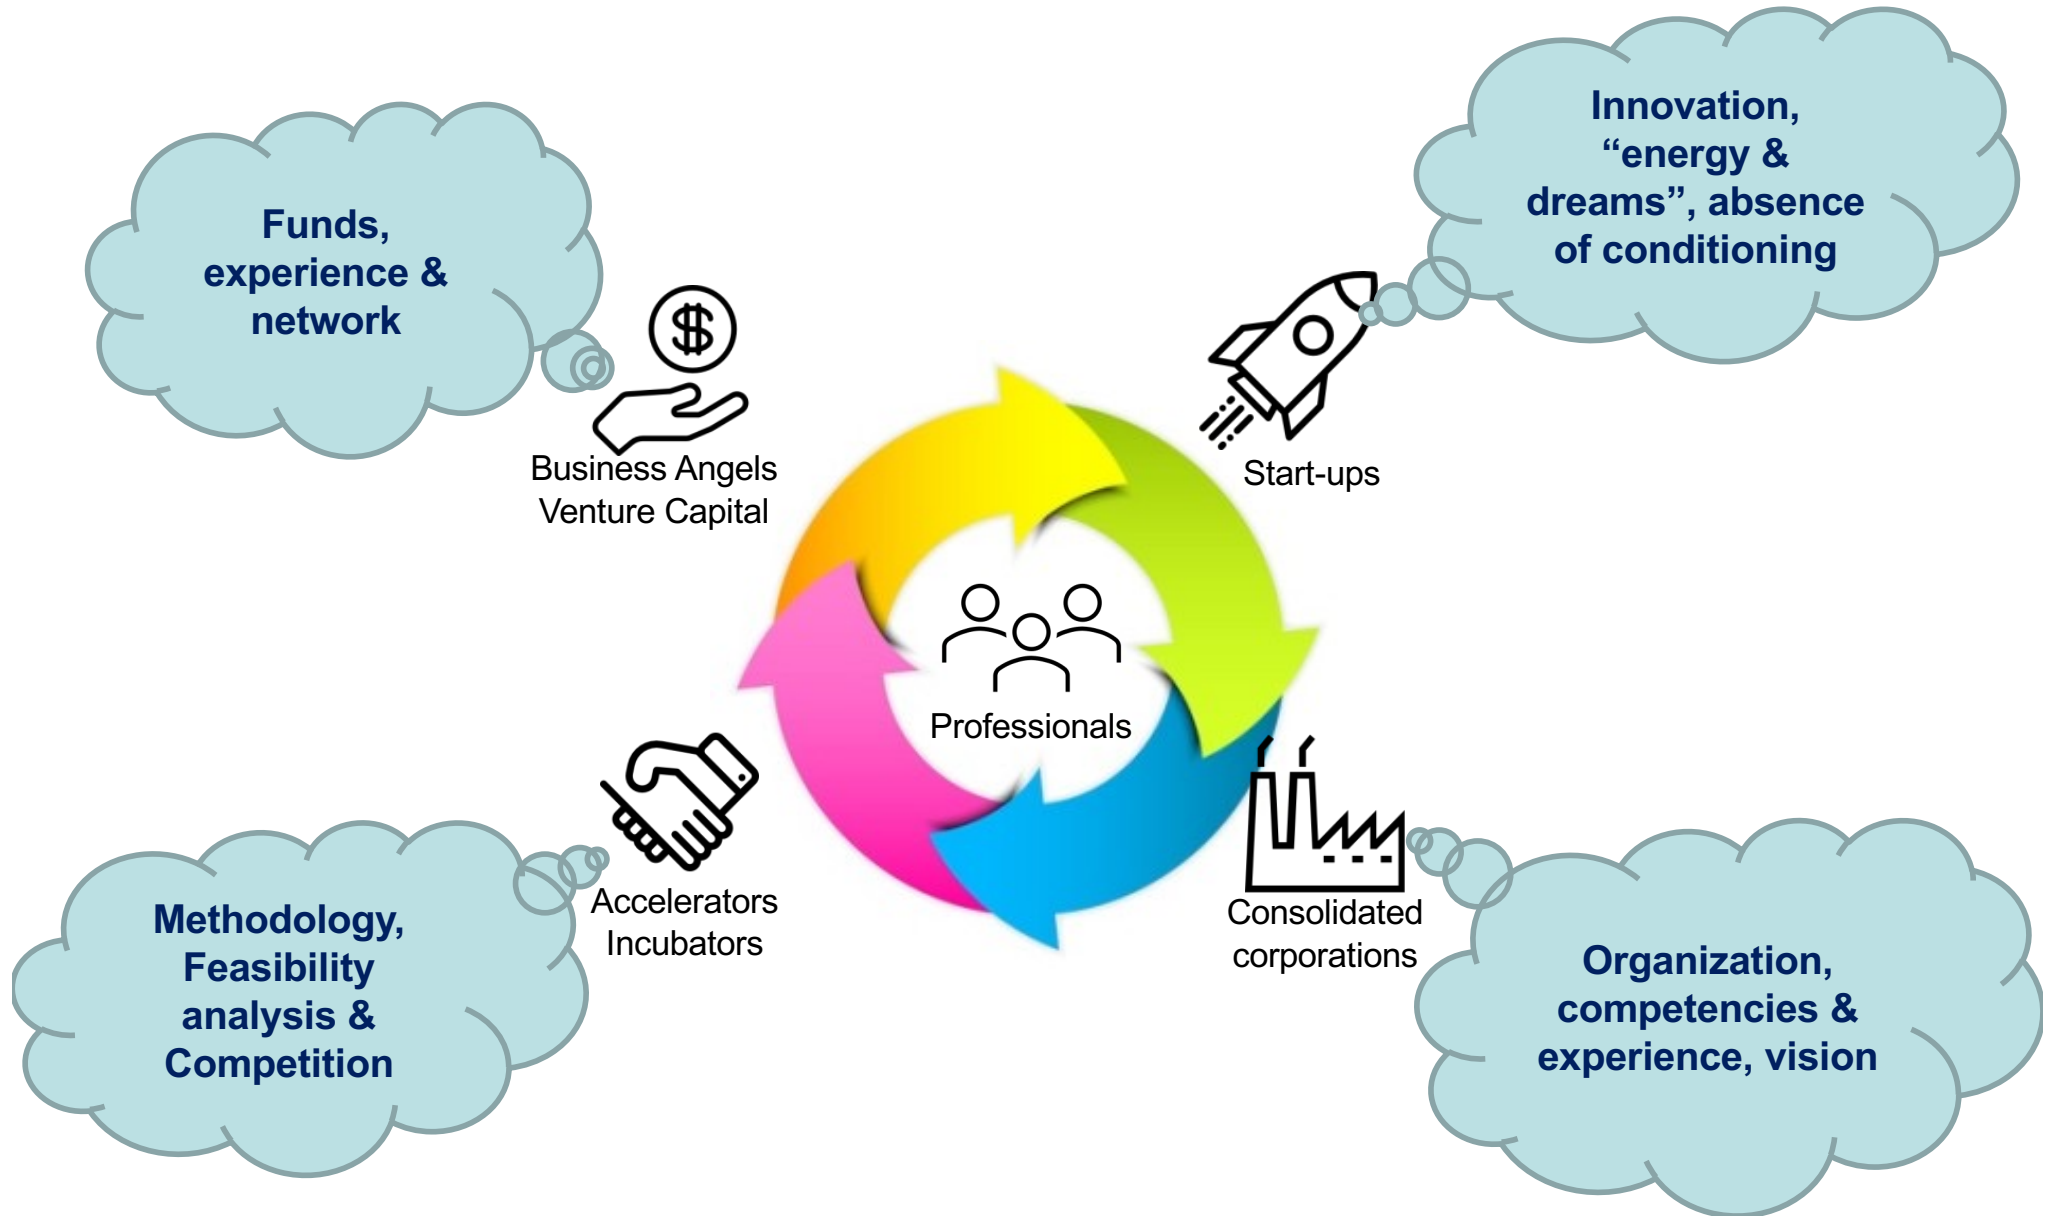 Funds,
experience &
network
Business Angels
Venture Capital
Innovation,
“energy &
dreams”, absence
of conditioning
Start-ups
Professionals
Accelerators
Incubators
Methodology,
Feasibility
analysis &
Competition
Consolidated
corporations
Organization,
competencies &
experience, vision